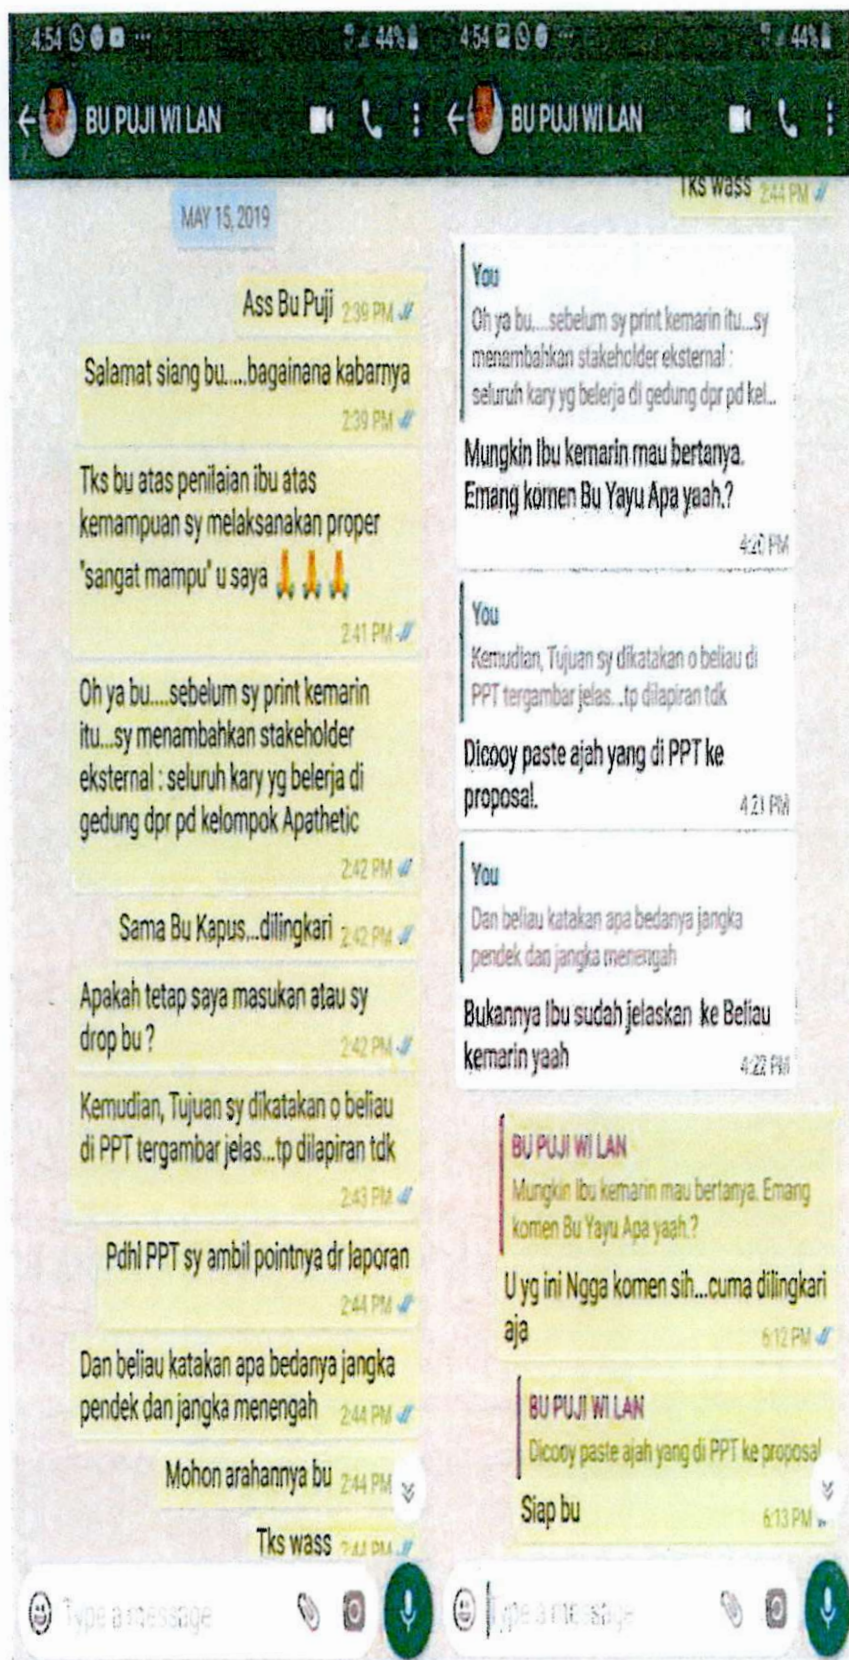 4:54
44%
BU PUJI WI LAN
MAY 15, 2019
Ass Bu Puji 2:39 PM
Salamat siang bu.....bagainana kabarnya
2:39 PM
Tks bu atas penilaian ibu atas
kemampuan sy melaksanakan proper
"sangat mampu" u saya 🙏🙏🙏
2:41 PM
Oh ya bu....sebelum sy print kemarin
itu...sy menambahkan stakeholder
eksternal : seluruh kary yg belerja di
gedung dpr pd kelompok Apathetic
2:42 PM
Sama Bu Kapus...dilingkari 2:42 PM
Apakah tetap saya masukan atau sy
drop bu ? 2:42 PM
Kemudian, Tujuan sy dikatakan o beliau
di PPT tergambar jelas...tp dilapiran tdk
2:43 PM
Pdhl PPT sy ambil pointnya dr laporan
2:44 PM
Dan beliau katakan apa bedanya jangka
pendek dan jangka menengah 2:44 PM
Mohon arahannya bu 2:44 PM
Tks wass 2:44 PM
Type a message
4:54
44%
BU PUJI WI LAN
Tks wass 2:44 PM
You
Oh ya bu....sebelum sy print kemarin itu...sy
menambahkan stakeholder eksternal :
seluruh kary yg belerja di gedung dpr pd kel...
Mungkin Ibu kemarin mau bertanya.
Emang komen Bu Yayu Apa yaah.?
4:20 PM
You
Kemudian, Tujuan sy dikatakan o beliau di
PPT tergambar jelas...tp dilapiran tdk
Dicooy paste ajah yang di PPT ke
proposal. 4:21 PM
You
Dan beliau katakan apa bedanya jangka
pendek dan jangka menengah
Bukannya Ibu sudah jelaskan ke Beliau
kemarin yaah 4:22 PM
BU PUJI WI LAN
Mungkin Ibu kemarin mau bertanya. Emang
komen Bu Yayu Apa yaah.?
U yg ini Ngga komen sih...cuma dilingkari
aja 6:12 PM
BU PUJI WI LAN
Dicooy paste ajah yang di PPT ke proposal
Siap bu 6:13 PM
Type a message